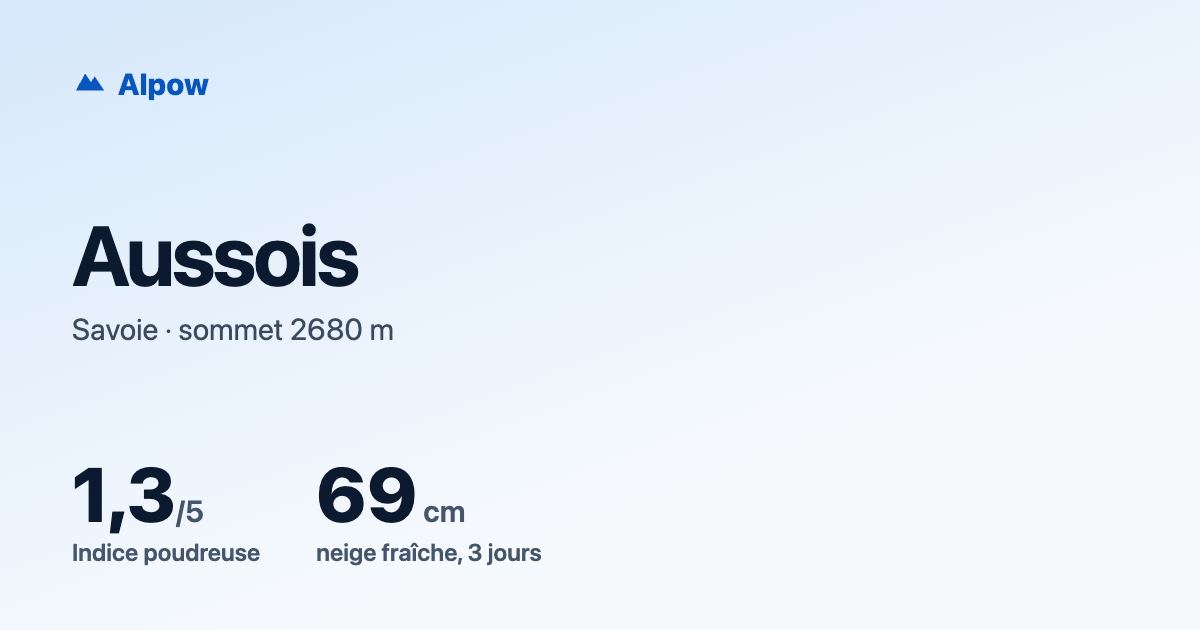 Alpow
Aussois
Savoie · sommet 2680 m
1,3/5
Indice poudreuse
69 cm
neige fraîche, 3 jours